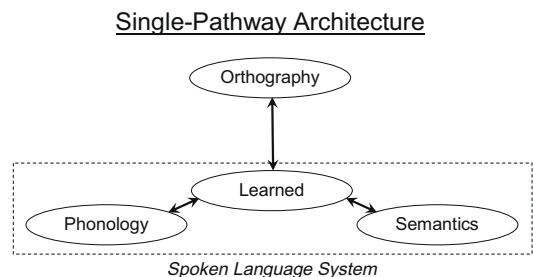 Single-Pathway Architecture
Orthography
Learned
Phonology
Semantics
Spoken Language System